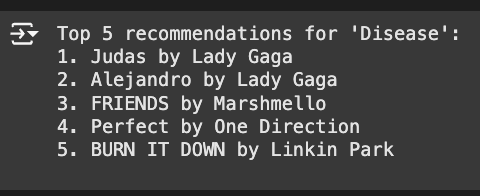 Top 5 recommendations for 'Disease':
1. Judas by Lady Gaga
2. Alejandro by Lady Gaga
3. FRIENDS by Marshmello
4. Perfect by One Direction
5. BURN IT DOWN by Linkin Park